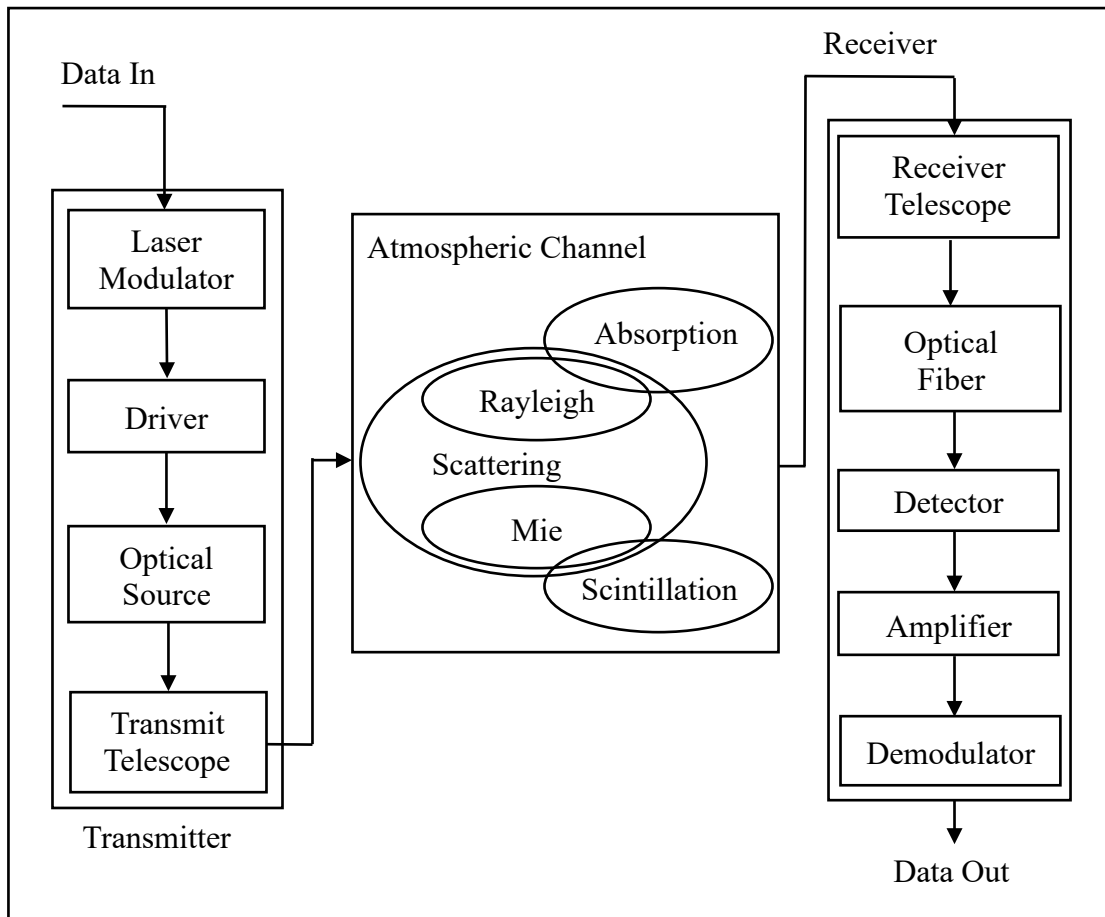 Data In
Laser
Modulator
Driver
Optical
Source
Transmit
Telescope
Transmitter
Atmospheric Channel
Absorption
Rayleigh
Scattering
Mie
Scintillation
Receiver
Receiver
Telescope
Optical
Fiber
Detector
Amplifier
Demodulator
Data Out